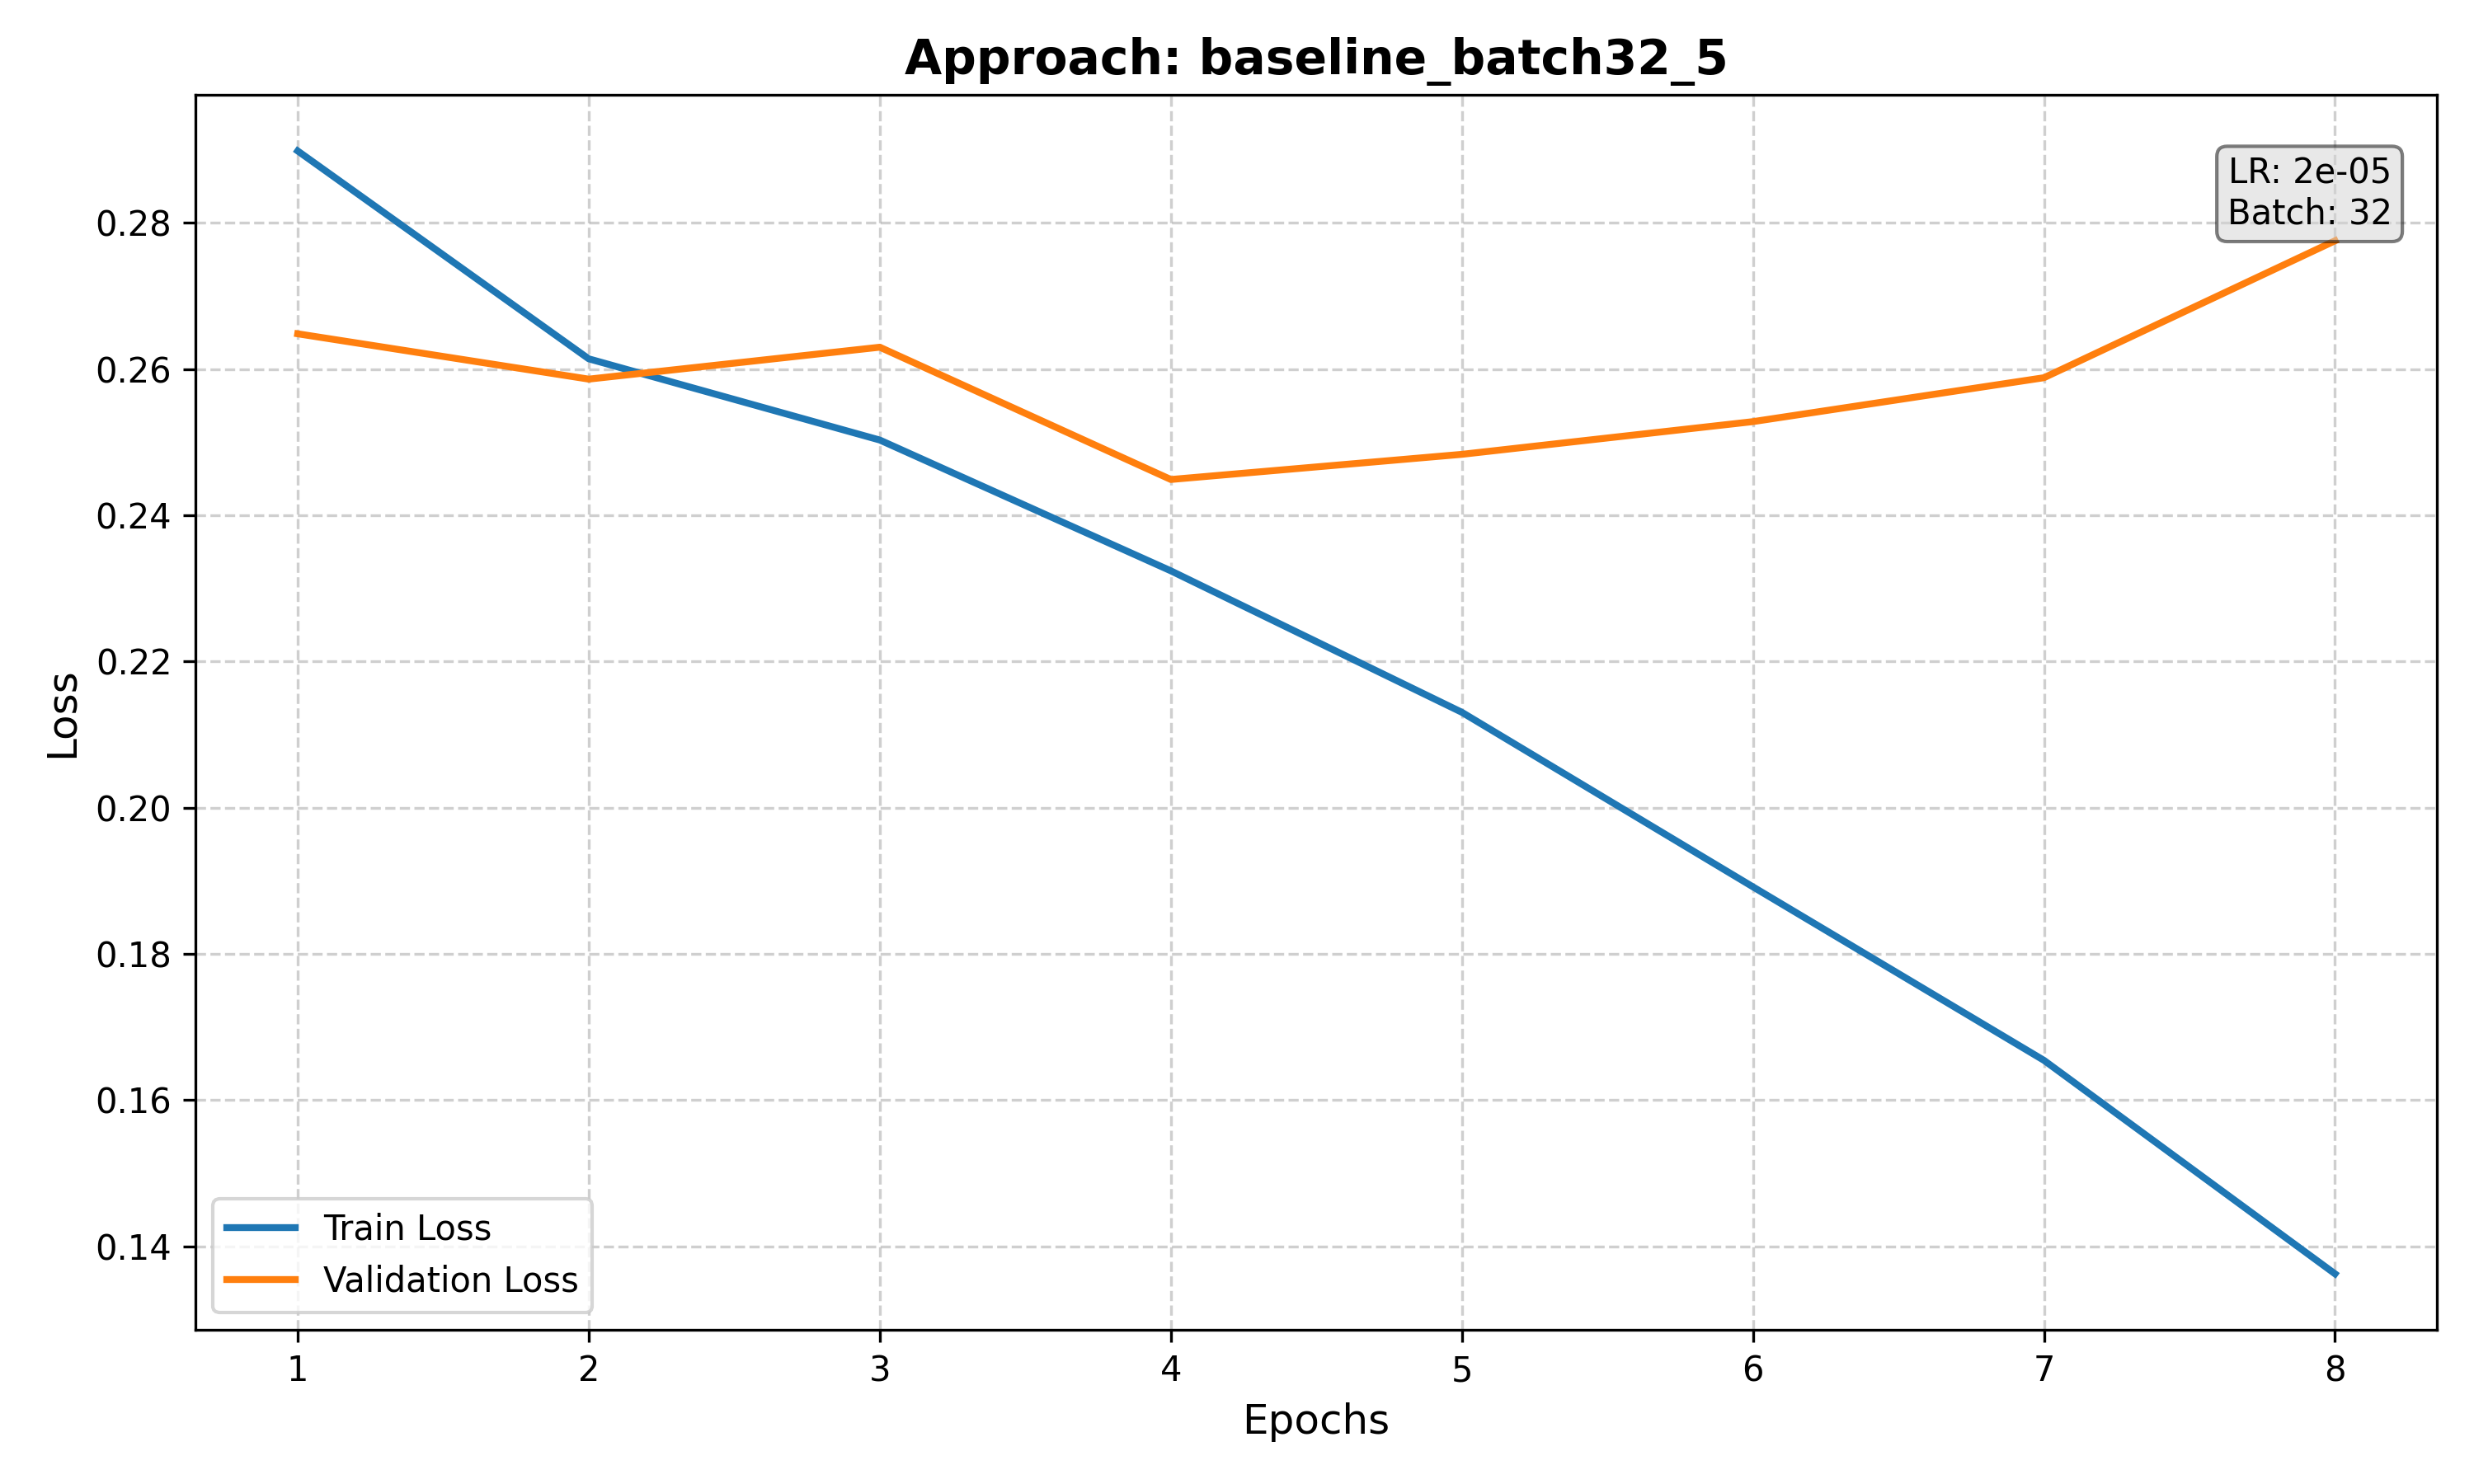 Approach: baseline_batch32_5
LR: 2e-05
Batch: 32
0.28
0.26
0.24
0.22
0.20
0.18
0.16
0.14
Loss
Train Loss
Validation Loss
1 2 3 4 5 6 7 8
Epochs